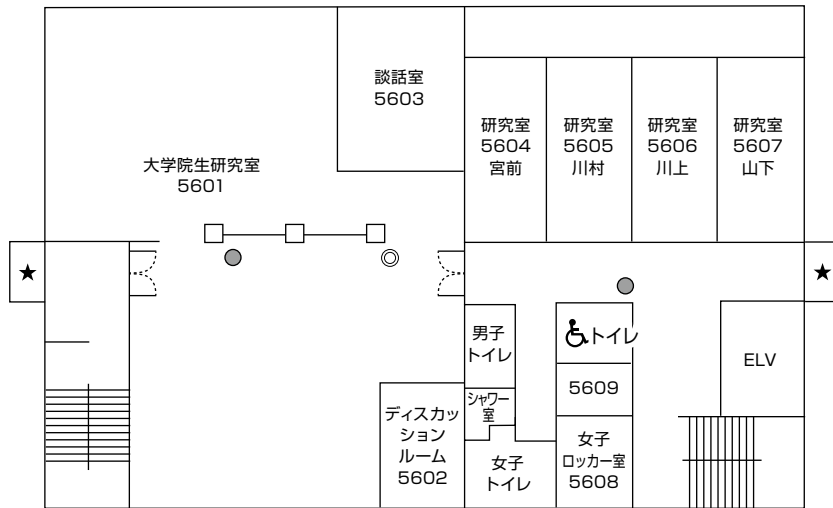 談話室
5603
研究室
5604
宮前
研究室
5605
川村
研究室
5606
川上
研究室
5607
山下
大学院生研究室
5601
★
★
男子
トイレ
トイレ
ELV
5609
シャワー
室
ディスカッ
ション
ルーム
5602
女子
トイレ
女子
ロッカー室
5608